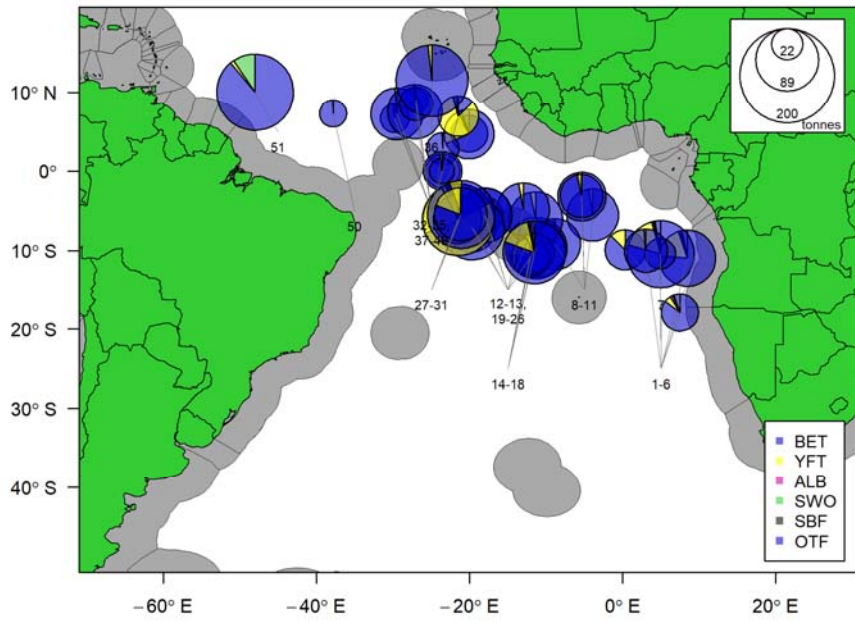 22
89
200
tonnes
10° N
0°
10° S
20° S
30° S
40° S
51
36
50
32-35,
37-49
27-31
12-13,
19-26
8-11
7
14-18
1-6
BET
YFT
ALB
SWO
SBF
OTF
−60° E
−40° E
−20° E
0° E
20° E